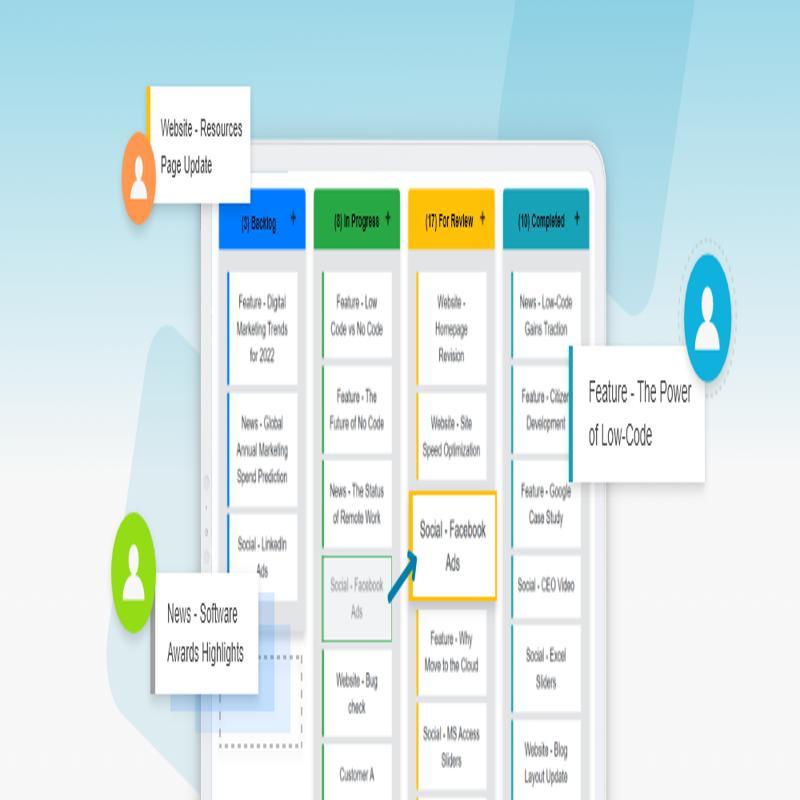 Website - Resources
Page Update
(3) Backlog +
Feature - Digital
Marketing Trends
for 2022
News - Global
Annual Marketing
Spend Prediction
Social - LinkedIn
Ads
News - Software
Awards Highlights
(8) In Progress +
Feature - Low
Code vs No Code
Feature - The
Future of No Code
News - The Status
of Remote Work
Social - Facebook
Ads
Website - Bug
check
Customer A
(17) For Review +
Website -
Homepage
Revision
Website - Site
Speed Optimization
Social - Facebook
Ads
Feature - Why
Move to the Cloud
Social - MS Access
Sliders
(10) Completed +
News - Low-Code
Gains Traction
Feature - Citizen
Development
Feature - Google
Case Study
Social - CEO Video
Social - Excel
Sliders
Website - Blog
Layout Update
Feature - The Power
of Low-Code